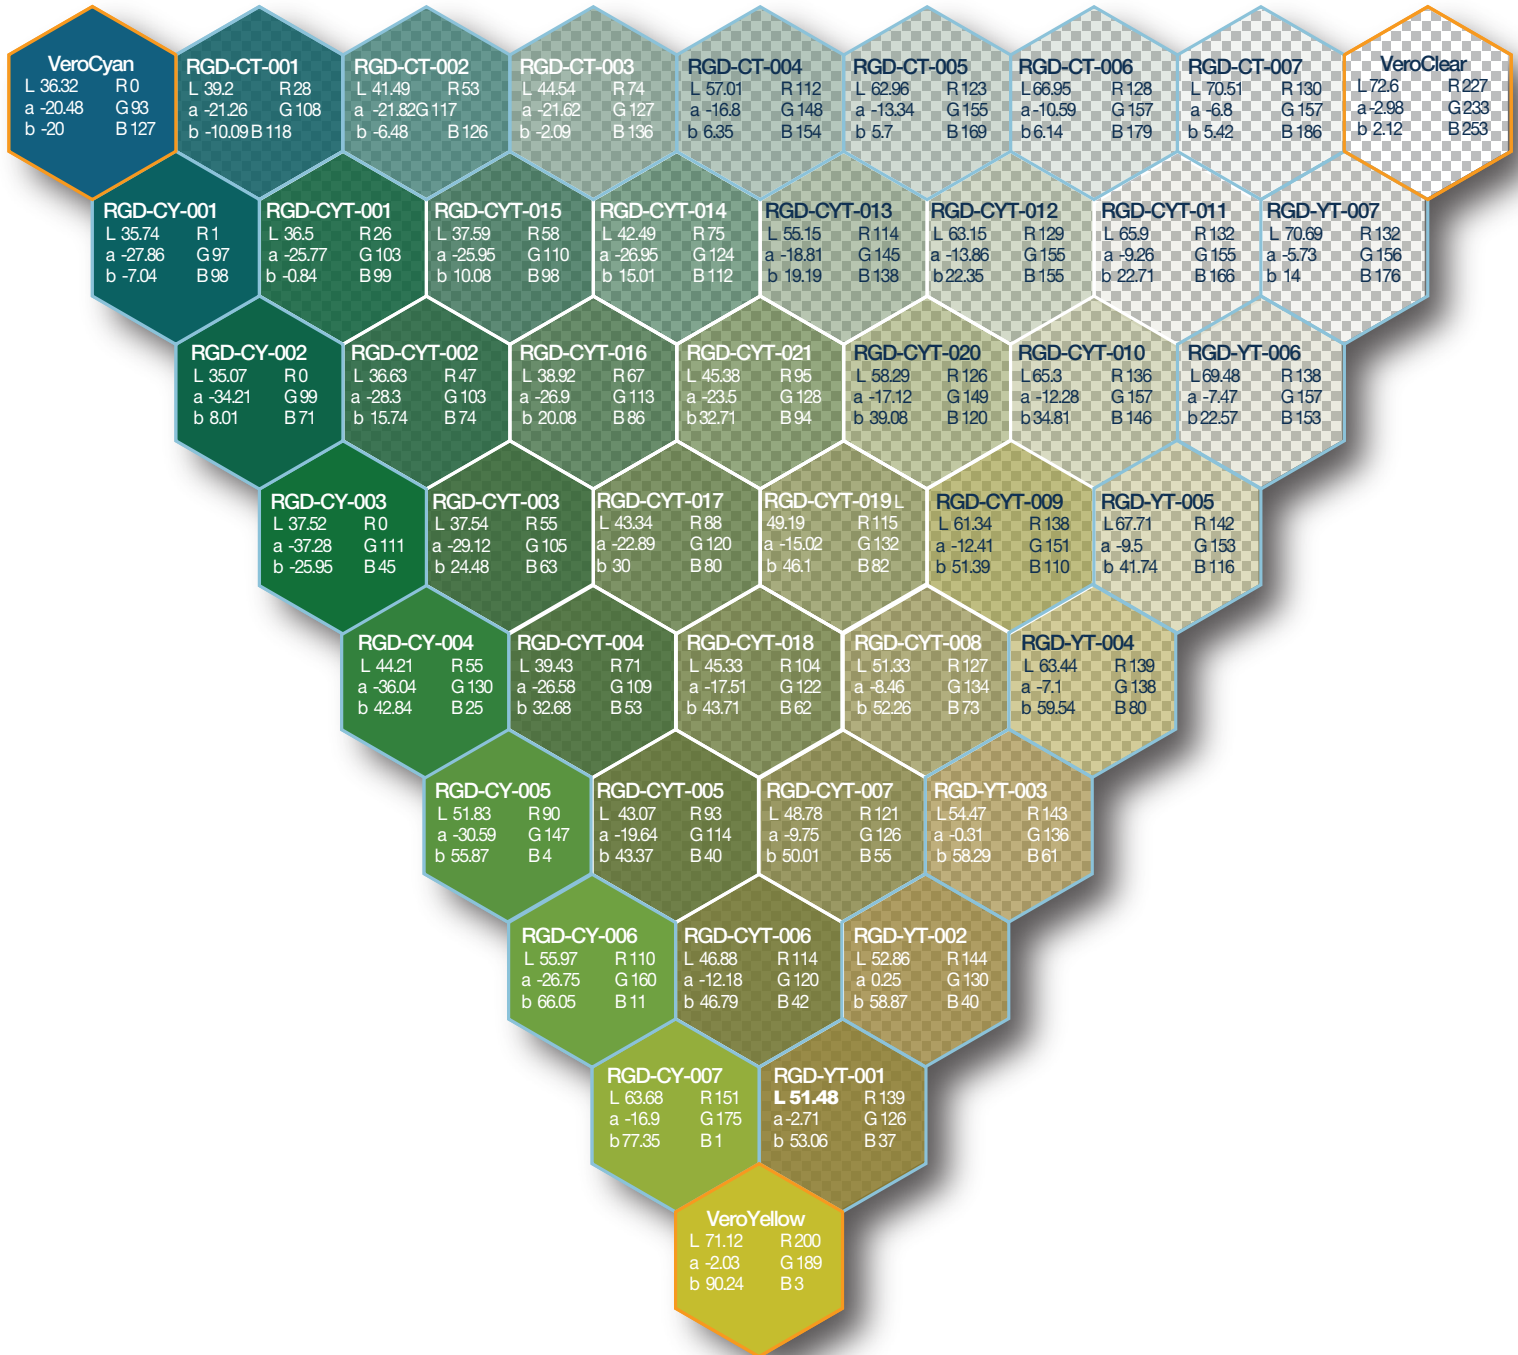 VeroCyan
L 36.32 R 0
a -20.48 G 93
b -20 B 127
RGD-CT-001
L 39.2 R 28
a -21.26 G 108
b -10.09 B 118
RGD-CT-002
L 41.49 R 53
a -21.82 G 117
b -6.48 B 126
RGD-CT-003
L 44.54 R 74
a -21.62 G 127
b -2.09 B 136
RGD-CT-004
L 57.01 R 112
a -16.8 G 148
b 6.35 B 154
RGD-CT-005
L 62.96 R 123
a -13.34 G 155
b 5.7 B 169
RGD-CT-006
L 66.95 R 128
a -10.59 G 157
b 6.14 B 179
RGD-CT-007
L 70.51 R 130
a -6.8 G 157
b 5.42 B 186
VeroClear
L 72.6 R 227
a -2.98 G 233
b 2.12 B 253
RGD-CY-001
L 35.74 R 1
a -27.86 G 97
b -7.04 B 98
RGD-CYT-001
L 36.5 R 26
a -25.77 G 103
b -0.84 B 99
RGD-CYT-015
L 37.59 R 58
a -25.95 G 110
b 10.08 B 98
RGD-CYT-014
L 42.49 R 75
a -26.95 G 124
b 15.01 B 112
RGD-CYT-013
L 55.15 R 114
a -18.81 G 145
b 19.19 B 138
RGD-CYT-012
L 63.15 R 129
a -13.86 G 155
b 22.35 B 155
RGD-CYT-011
L 65.9 R 132
a -9.26 G 155
b 22.71 B 166
RGD-YT-007
L 70.69 R 132
a -5.73 G 156
b 14 B 176
RGD-CY-002
L 35.07 R 0
a -34.21 G 99
b 8.01 B 71
RGD-CYT-002
L 36.63 R 47
a -28.3 G 103
b 15.74 B 74
RGD-CYT-016
L 38.92 R 67
a -26.9 G 113
b 20.08 B 86
RGD-CYT-021
L 45.38 R 95
a -23.5 G 128
b 32.71 B 94
RGD-CYT-020
L 58.29 R 126
a -17.12 G 149
b 39.08 B 120
RGD-CYT-010
L 65.3 R 136
a -12.28 G 157
b 34.81 B 146
RGD-YT-006
L 69.48 R 138
a -7.47 G 157
b 22.57 B 153
RGD-CY-003
L 37.52 R 0
a -37.28 G 111
b -25.95 B 45
RGD-CYT-003
L 37.54 R 55
a -29.12 G 105
b 24.48 B 63
RGD-CYT-017
L 43.34 R 88
a -22.89 G 120
b 30 B 80
RGD-CYT-019 L
49.19 R 115
a -15.02 G 132
b 46.1 B 82
RGD-CYT-009
L 61.34 R 138
a -12.41 G 151
b 51.39 B 110
RGD-YT-005
L 67.71 R 142
a -9.5 G 153
b 41.74 B 116
RGD-CY-004
L 44.21 R 55
a -36.04 G 130
b 42.84 B 25
RGD-CYT-004
L 39.43 R 71
a -26.58 G 109
b 32.68 B 53
RGD-CYT-018
L 45.33 R 104
a -17.51 G 122
b 43.71 B 62
RGD-CYT-008
L 51.33 R 127
a -8.46 G 134
b 52.26 B 73
RGD-YT-004
L 63.44 R 139
a -7.1 G 138
b 59.54 B 80
RGD-CY-005
L 51.83 R 90
a -30.59 G 147
b 55.87 B 4
RGD-CYT-005
L 43.07 R 93
a -19.64 G 114
b 43.37 B 40
RGD-CYT-007
L 48.78 R 121
a -9.75 G 126
b 50.01 B 55
RGD-YT-003
L 54.47 R 143
a -0.31 G 136
b 58.29 B 61
RGD-CY-006
L 55.97 R 110
a -26.75 G 160
b 66.05 B 11
RGD-CYT-006
L 46.88 R 114
a -12.18 G 120
b 46.79 B 42
RGD-YT-002
L 52.86 R 144
a 0.25 G 130
b 58.87 B 40
RGD-CY-007
L 63.68 R 151
a -16.9 G 175
b 77.35 B 1
RGD-YT-001
L 51.48 R 139
a -2.71 G 126
b 53.06 B 37
VeroYellow
L 71.12 R 200
a -2.03 G 189
b 90.24 B 3